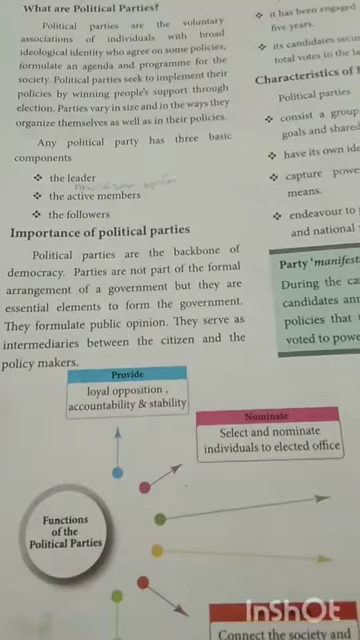 What are Political Parties?
Political parties are the voluntary
associations of individuals with broad
ideological identity who agree on some policies,
formulate an agenda and programme for the
society. Political parties seek to implement their
policies by winning people's support through
election. Parties vary in size and in the ways they
organize themselves as well as in their policies.
Any political party has three basic
components
❖ the leader
❖ the active members
❖ the followers
Importance of political parties
Political parties are the backbone of
democracy. Parties are not part of the formal
arrangement of a government but they are
essential elements to form the government.
They formulate public opinion. They serve as
intermediaries between the citizen and the
policy makers.
❖ it has been engaged
five years.
❖ its candidates secu
total votes in the la
Characteristics of
Political parties
❖ consist a group
goals and shared
❖ have its own ide
❖ capture powe
means.
❖ endeavour to
and national
Party 'manifest
During the ca
candidates ann
policies that
voted to powe
Provide
loyal opposition ,
accountability & stability
Nominate
Select and nominate
individuals to elected office
Functions
of the
Political Parties
Connect the society and
InShOt